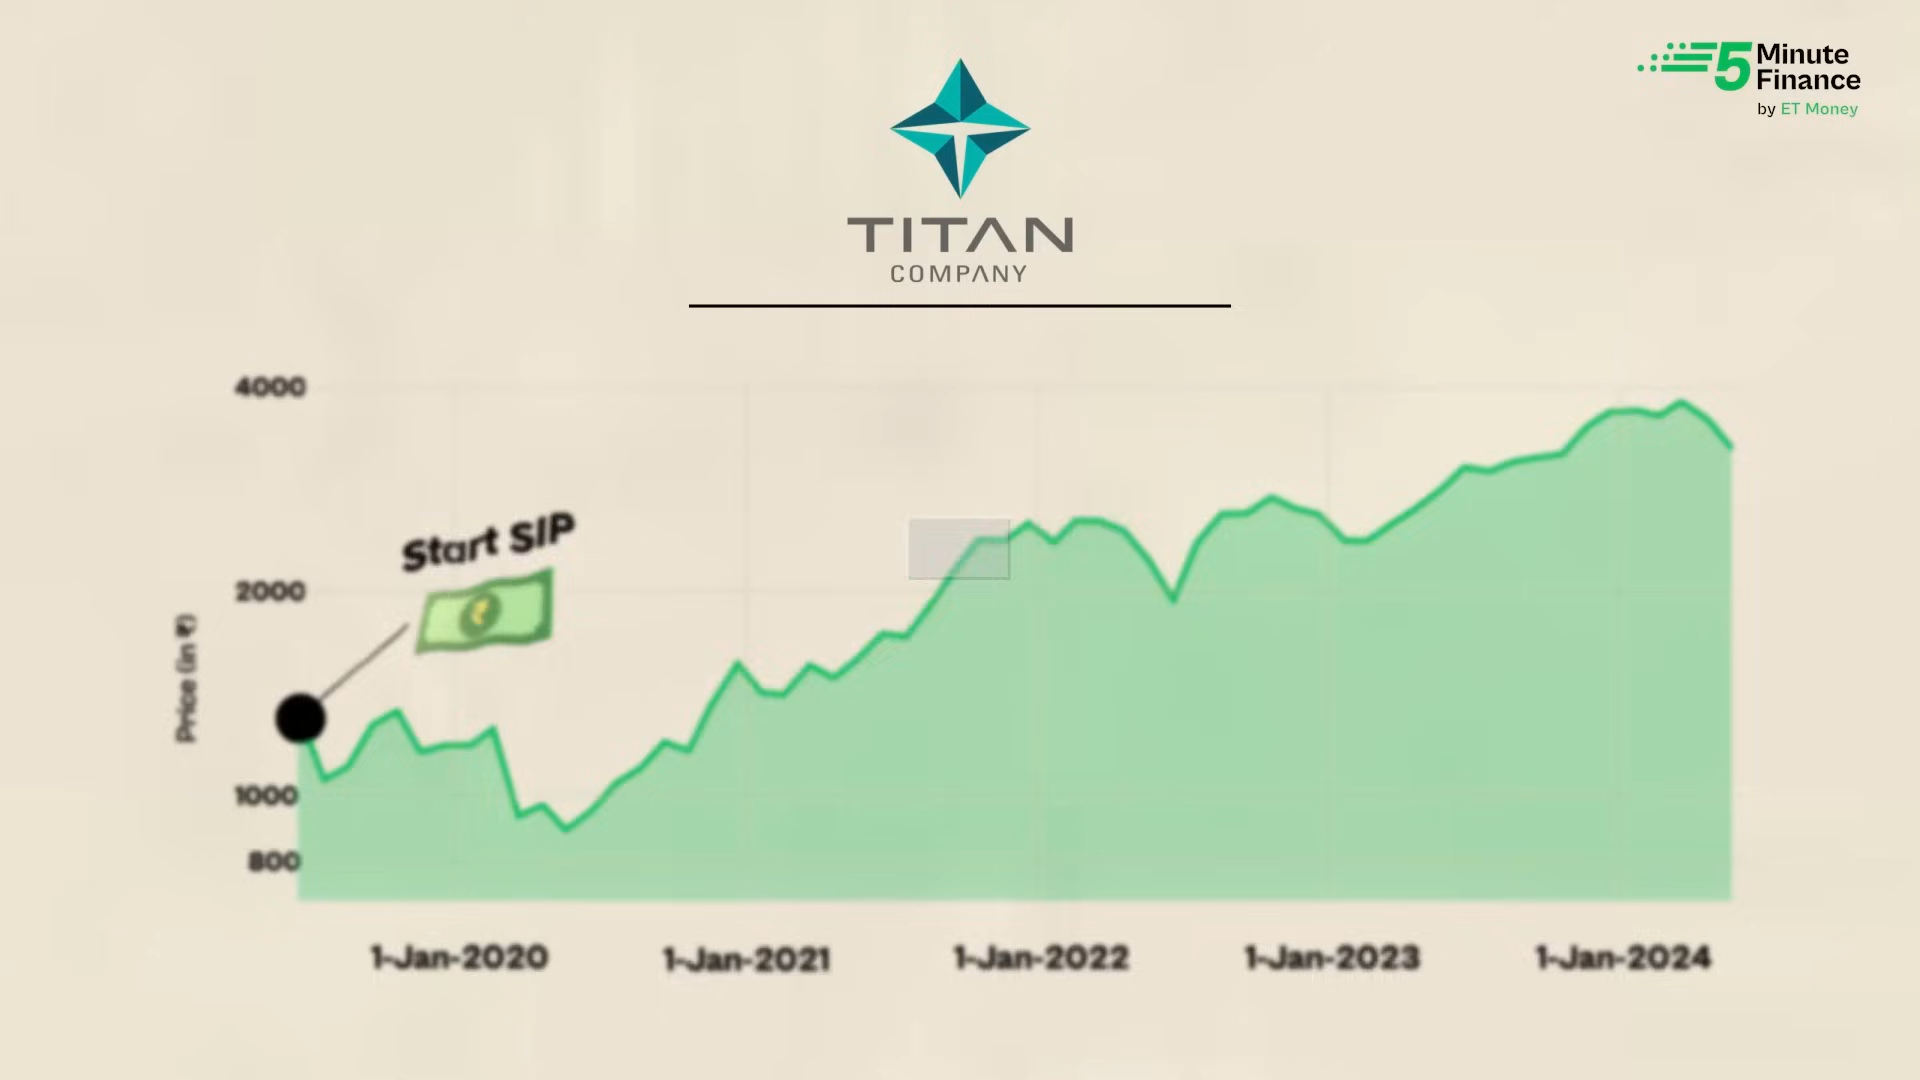 5 Minute
Finance
by ET Money
TITAN
COMPANY
4000
Start SIP
2000
Price (in ₹)
1000
800
1-Jan-2020 1-Jan-2021 1-Jan-2022 1-Jan-2023 1-Jan-2024